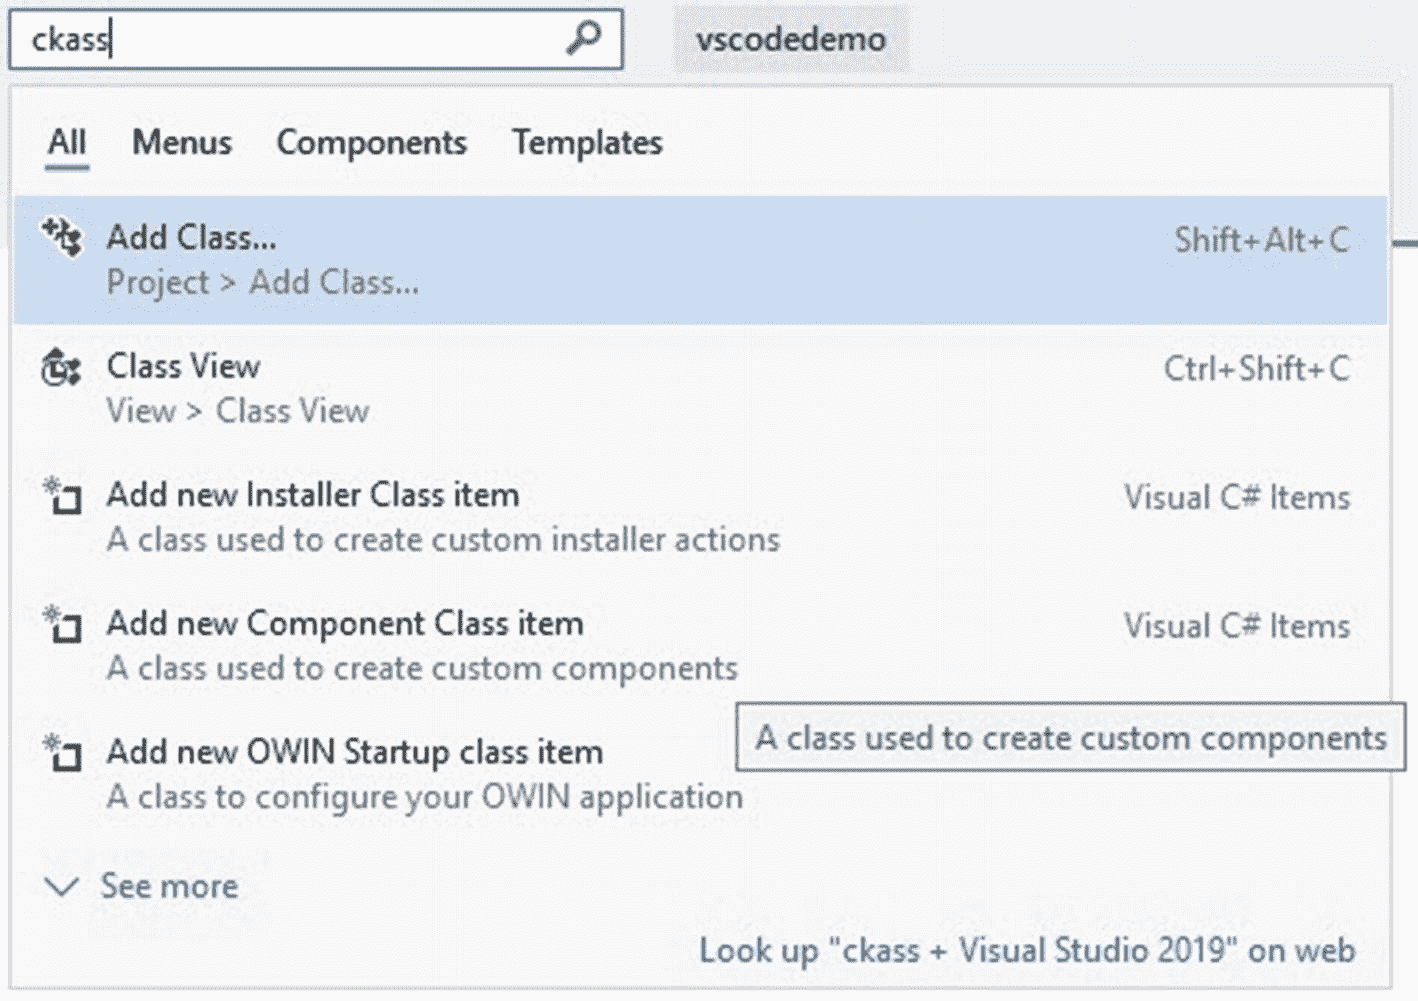 ckass
vscodedemo
All Menus Components Templates
Add Class... Shift+Alt+C
Project > Add Class...
Class View Ctrl+Shift+C
View > Class View
Add new Installer Class item Visual C# Items
A class used to create custom installer actions
Add new Component Class item Visual C# Items
A class used to create custom components
A class used to create custom components
Add new OWIN Startup class item
A class to configure your OWIN application
See more
Look up "ckass + Visual Studio 2019" on web